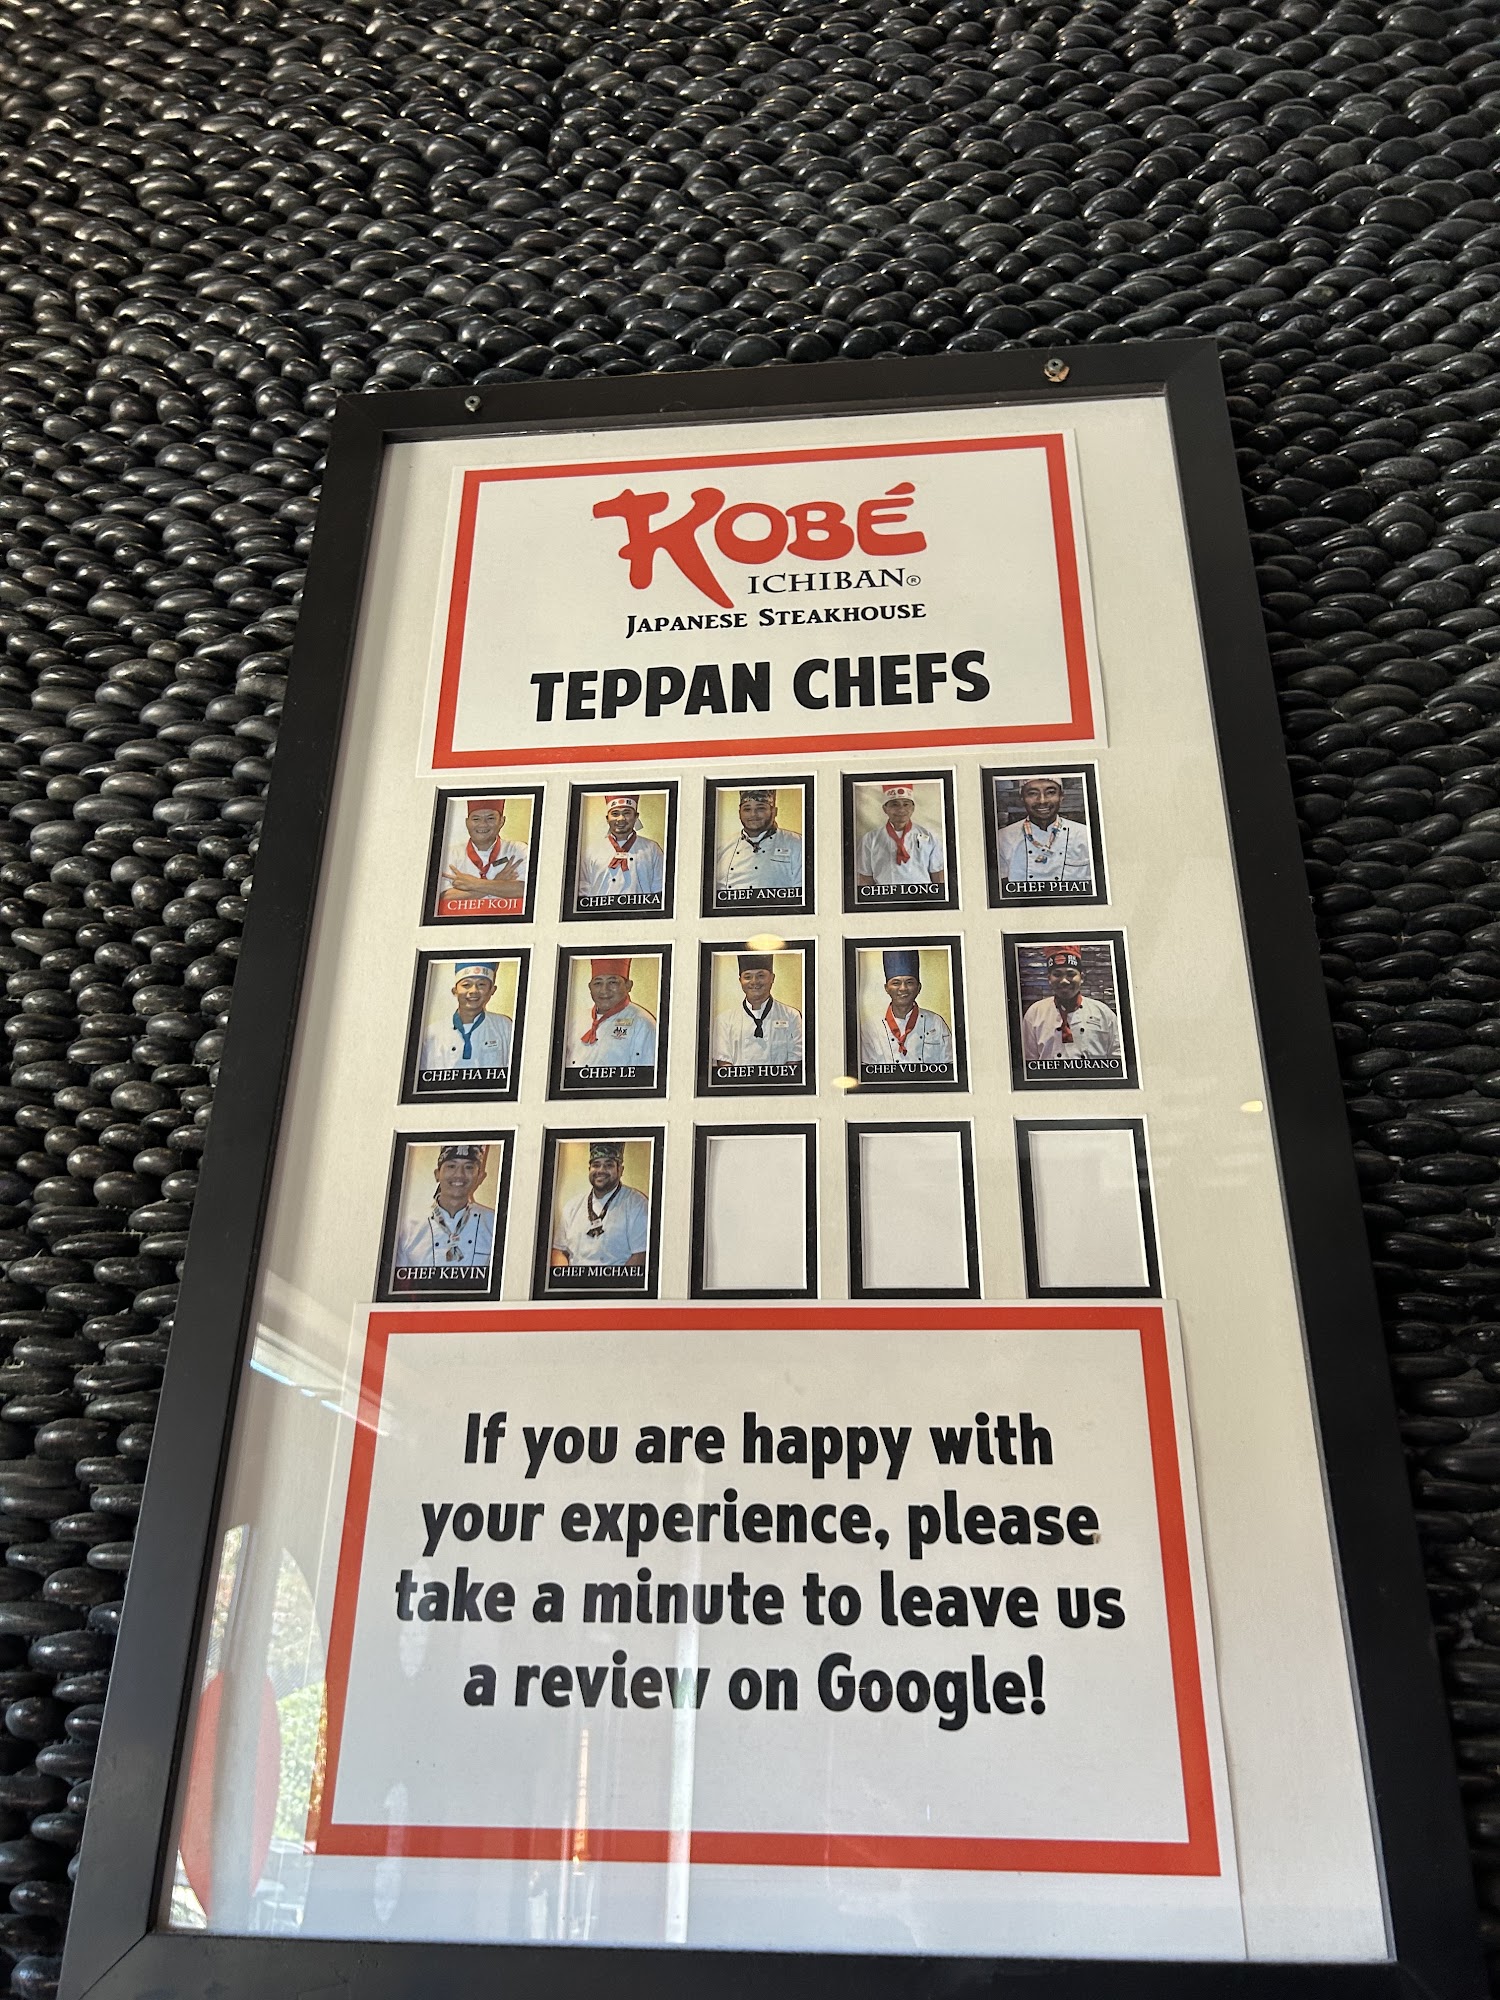 KOBÉ
ICHIBAN®
JAPANESE STEAKHOUSE
TEPPAN CHEFS
CHEF KOJI
CHEF CHIKA
CHEF ANGEL
CHEF LONG
CHEF PHAT
CHEF HA HA
CHEF LE
CHEF HUEY
CHEF VU DOO
CHEF MURANO
CHEF KEVIN
CHEF MICHAEL
If you are happy with
your experience, please
take a minute to leave us
a review on Google!